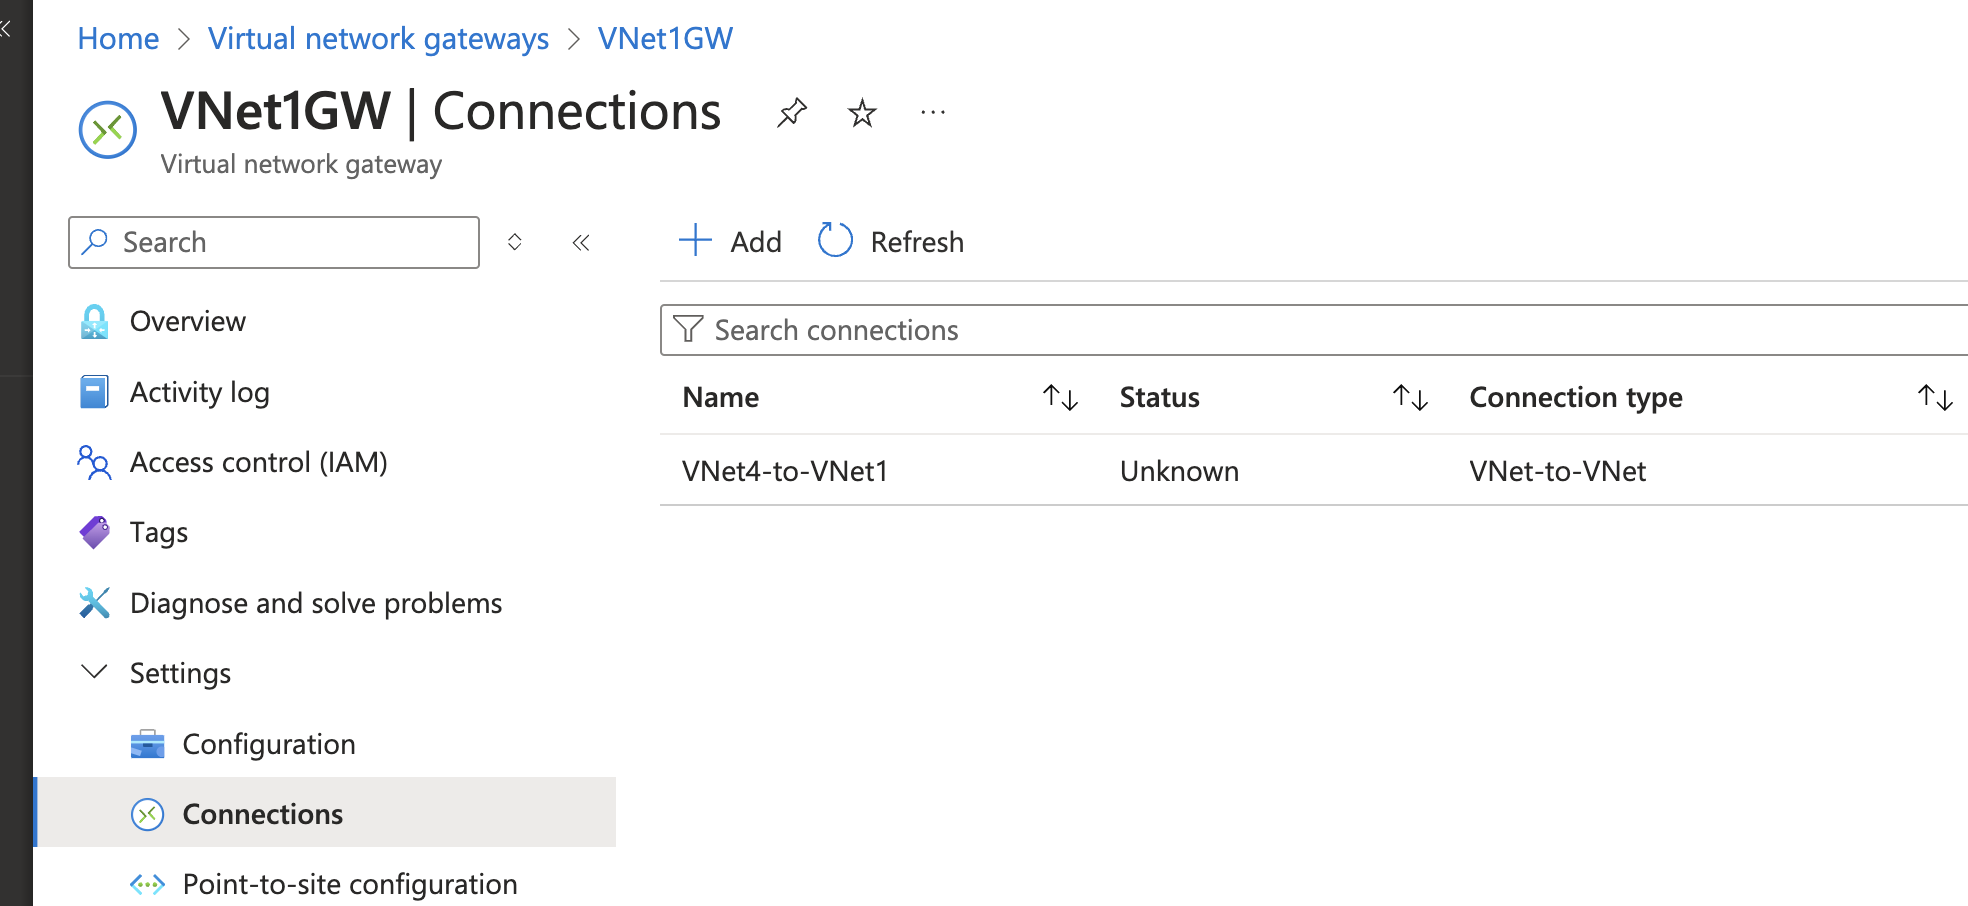 Home > Virtual network gateways > VNet1GW
VNet1GW | Connections
Virtual network gateway
Search
Overview
Activity log
Access control (IAM)
Tags
Diagnose and solve problems
Settings
Configuration
Connections
Point-to-site configuration
Add Refresh
Search connections
Name Status Connection type
VNet4-to-VNet1 Unknown VNet-to-VNet